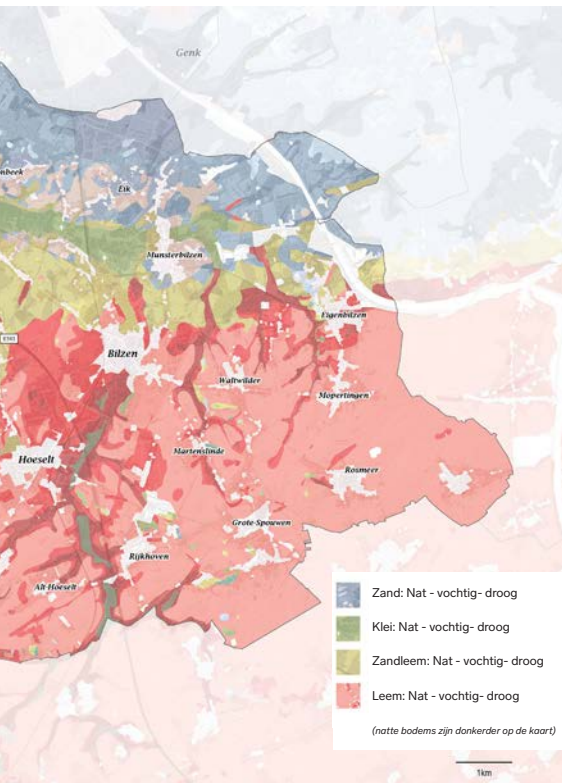 Genk
nbeek
Eik
Munsterbilzen
Eigenbilzen
Bilzen
Waltwilder
Mopertingen
Martenslinde
Hoeselt
Rosmeer
Grote-Spouwen
Rijkhoven
Alt-Hoeselt
Zand: Nat - vochtig- droog
Klei: Nat - vochtig- droog
Zandleem: Nat - vochtig- droog
Leem: Nat - vochtig- droog
(natte bodems zijn donkerder op de kaart)
1km